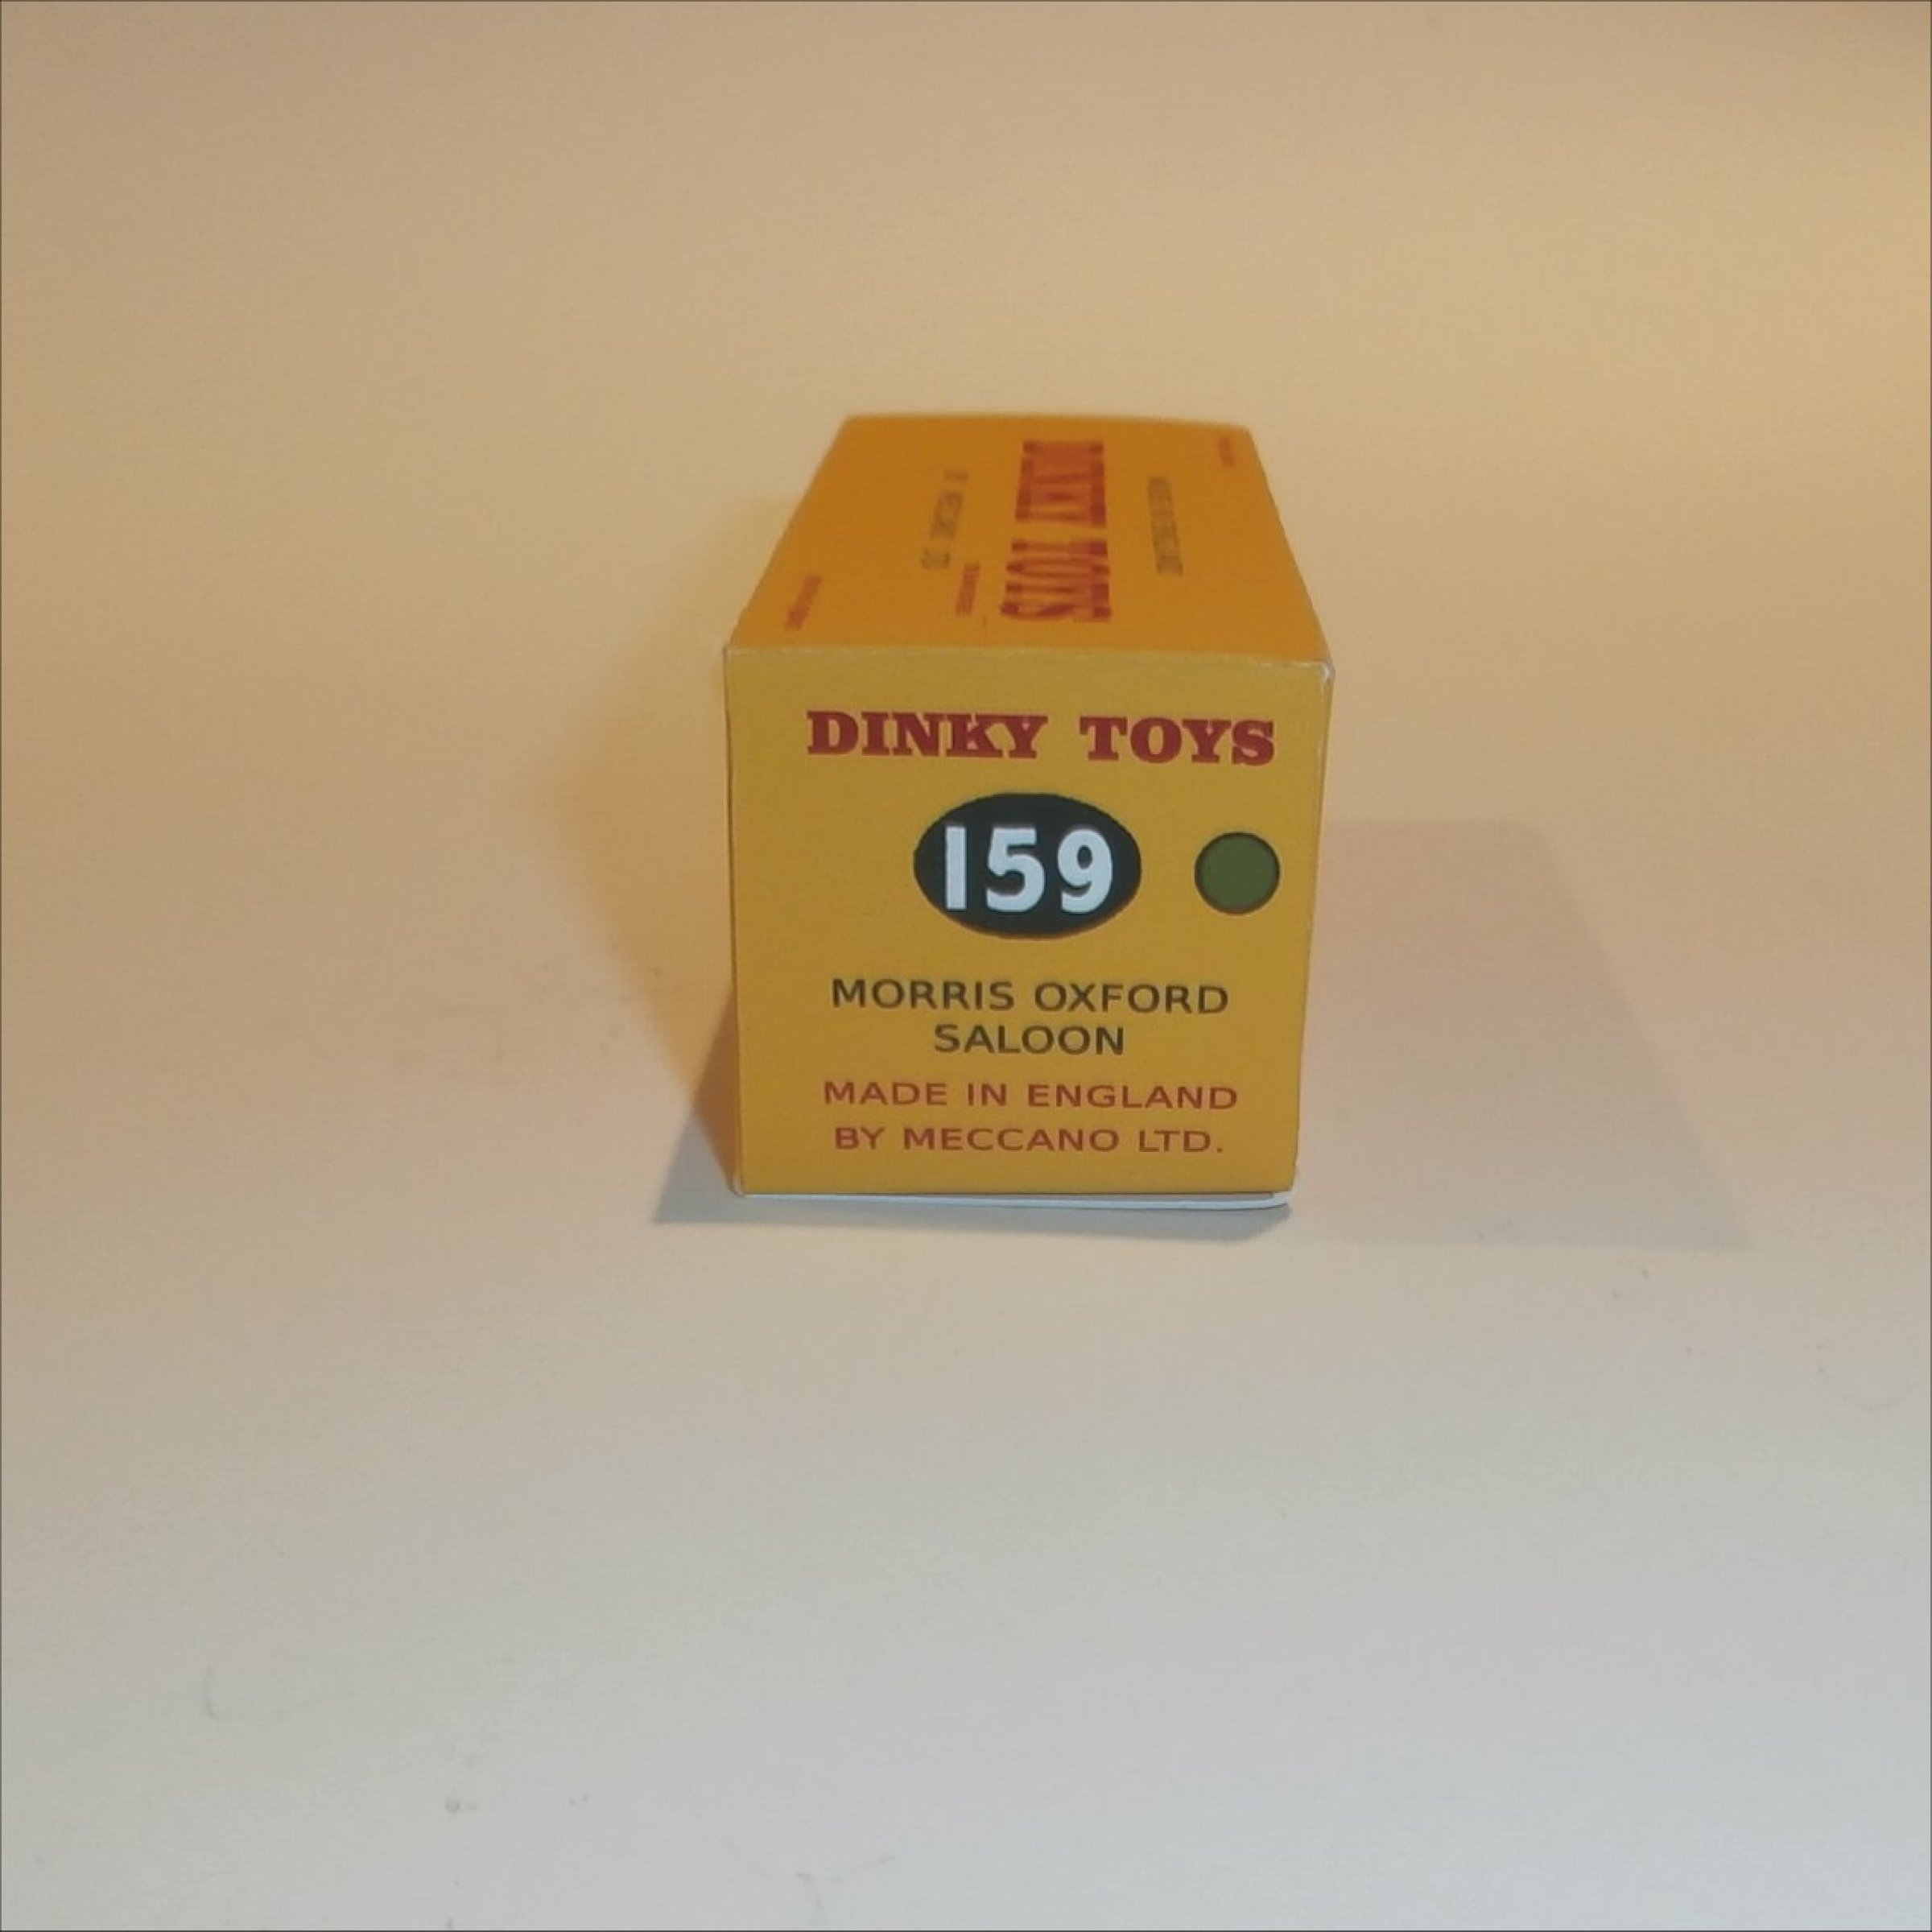 DINKY TOYS
DINKY TOYS
159
MORRIS OXFORD
SALOON
MADE IN ENGLAND
BY MECCANO LTD.